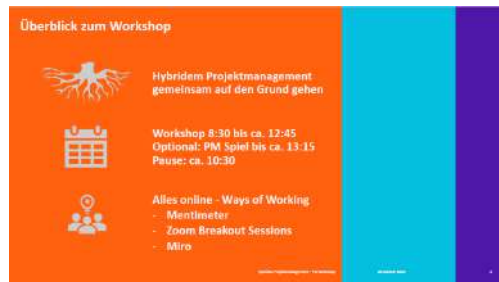 Überblick zum Workshop
Hybridem Projektmanagement
gemeinsam auf den Grund gehen
Workshop 8:30 bis ca. 12:45
Optional: PM Spiel bis ca. 13:15
Pause: ca. 10:30
Alles online - Ways of Working
- Mentimeter
- Zoom Breakout Sessions
- Miro